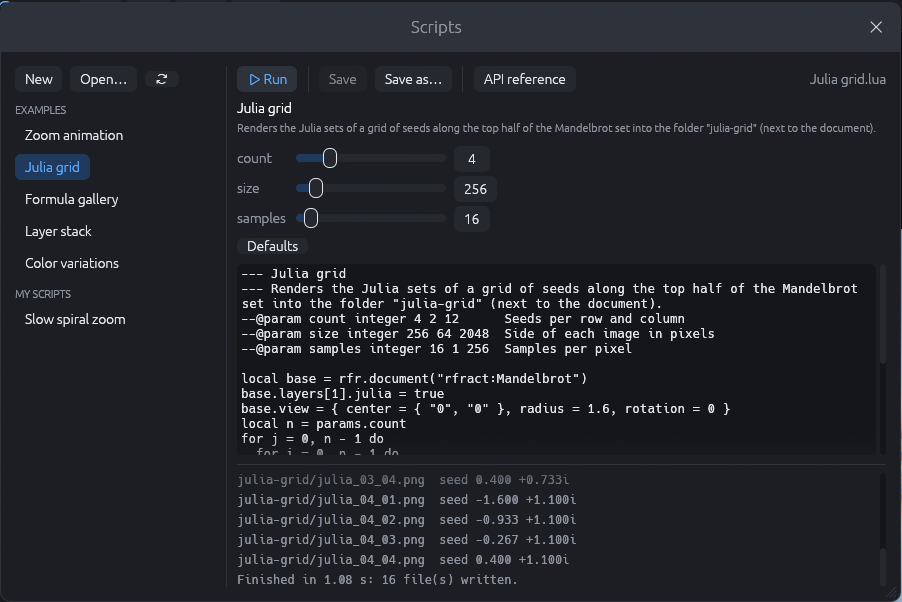 Scripts
New Open...
Run Save Save as... API reference Julia grid.lua
EXAMPLES
Zoom animation
Julia grid
Formula gallery
Layer stack
Color variations
MY SCRIPTS
Slow spiral zoom
Julia grid
Renders the Julia sets of a grid of seeds along the top half of the Mandelbrot set into the folder "julia-grid" (next to the document).
count 4
size 256
samples 16
Defaults
--- Julia grid
--- Renders the Julia sets of a grid of seeds along the top half of the Mandelbrot
set into the folder "julia-grid" (next to the document).
--@param count integer 4 2 12      Seeds per row and column
--@param size integer 256 64 2048  Side of each image in pixels
--@param samples integer 16 1 256  Samples per pixel
local base = rfr.document("rfract:Mandelbrot")
base.layers[1].julia = true
base.view = { center = { "0", "0" }, radius = 1.6, rotation = 0 }
local n = params.count
for j = 0, n - 1 do
for i = 0, n - 1 do
julia-grid/julia_03_04.png  seed 0.400 +0.733i
julia-grid/julia_04_01.png  seed -1.600 +1.100i
julia-grid/julia_04_02.png  seed -0.933 +1.100i
julia-grid/julia_04_03.png  seed -0.267 +1.100i
julia-grid/julia_04_04.png  seed 0.400 +1.100i
Finished in 1.08 s: 16 file(s) written.